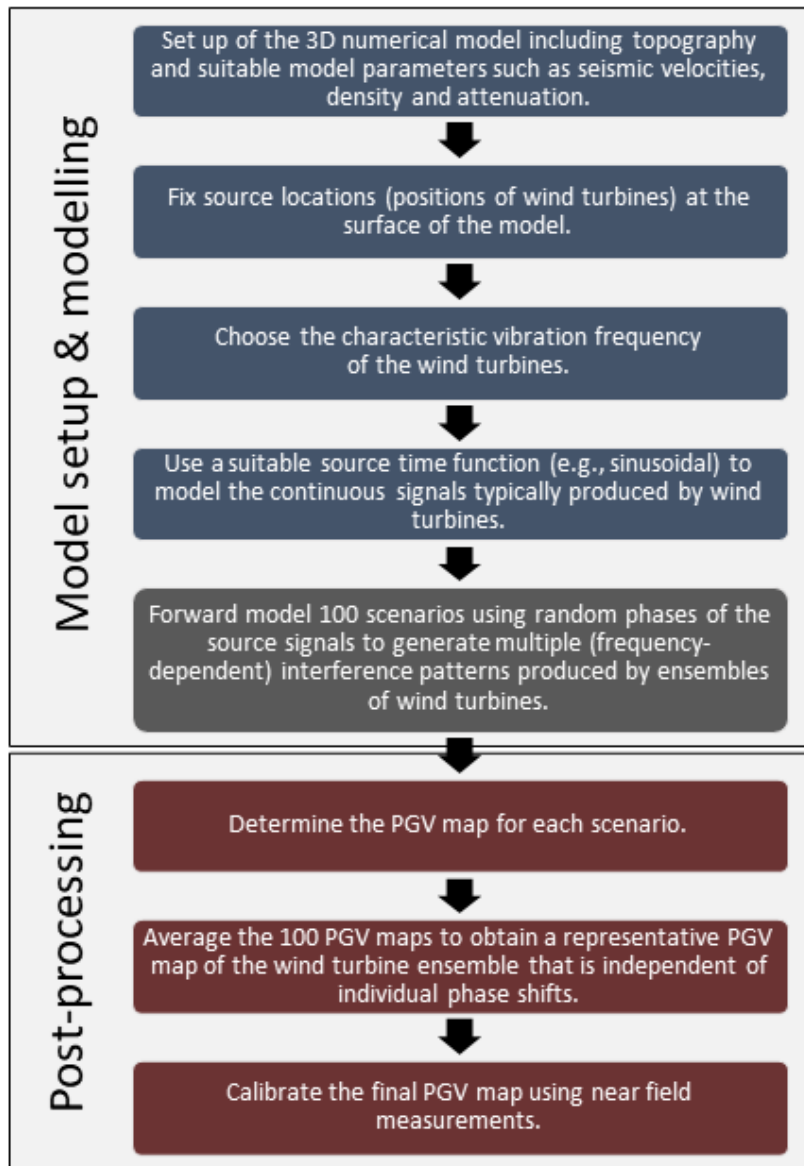 Model setup & modelling
Set up of the 3D numerical model including topography
and suitable model parameters such as seismic velocities,
density and attenuation.
Fix source locations (positions of wind turbines) at the
surface of the model.
Choose the characteristic vibration frequency
of the wind turbines.
Use a suitable source time function (e.g., sinusoidal) to
model the continuous signals typically produced by wind
turbines.
Forward model 100 scenarios using random phases of the
source signals to generate multiple (frequency-
dependent) interference patterns produced by ensembles
of wind turbines.
Post-processing
Determine the PGV map for each scenario.
Average the 100 PGV maps to obtain a representative PGV
map of the wind turbine ensemble that is independent of
individual phase shifts.
Calibrate the final PGV map using near field
measurements.